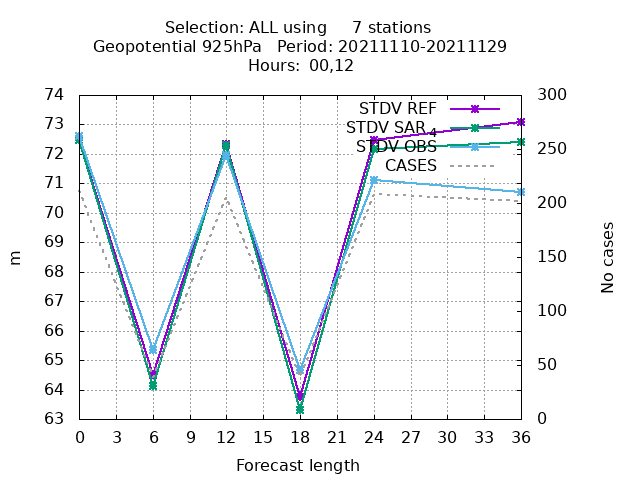 Selection: ALL using 7 stations
Geopotential 925hPa Period: 20211110-20211129
Hours: 00,12
STDV REF
STDV SAR₄
STDV OBS
CASES
74
73
72
71
70
69
68
67
66
65
64
63
300
250
200
150
100
50
0
m
No cases
0 3 6 9 12 15 18 21 24 27 30 33 36
Forecast length